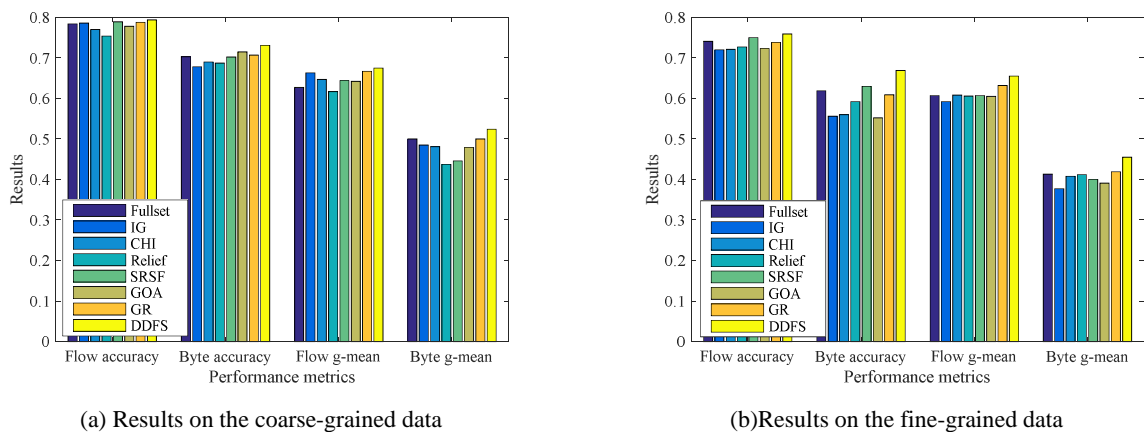 0.8
0.7
0.6
0.5
0.4
0.3
0.2
0.1
0
Results
Fullset
IG
CHI
Relief
SRSF
GOA
GR
DDFS
Flow accuracy Byte accuracy Flow g-mean Byte g-mean
Performance metrics
(a) Results on the coarse-grained data
0.8
0.7
0.6
0.5
0.4
0.3
0.2
0.1
0
Results
Fullset
IG
CHI
Relief
SRSF
GOA
GR
DDFS
Flow accuracy Byte accuracy Flow g-mean Byte g-mean
Performance metrics
(b)Results on the fine-grained data